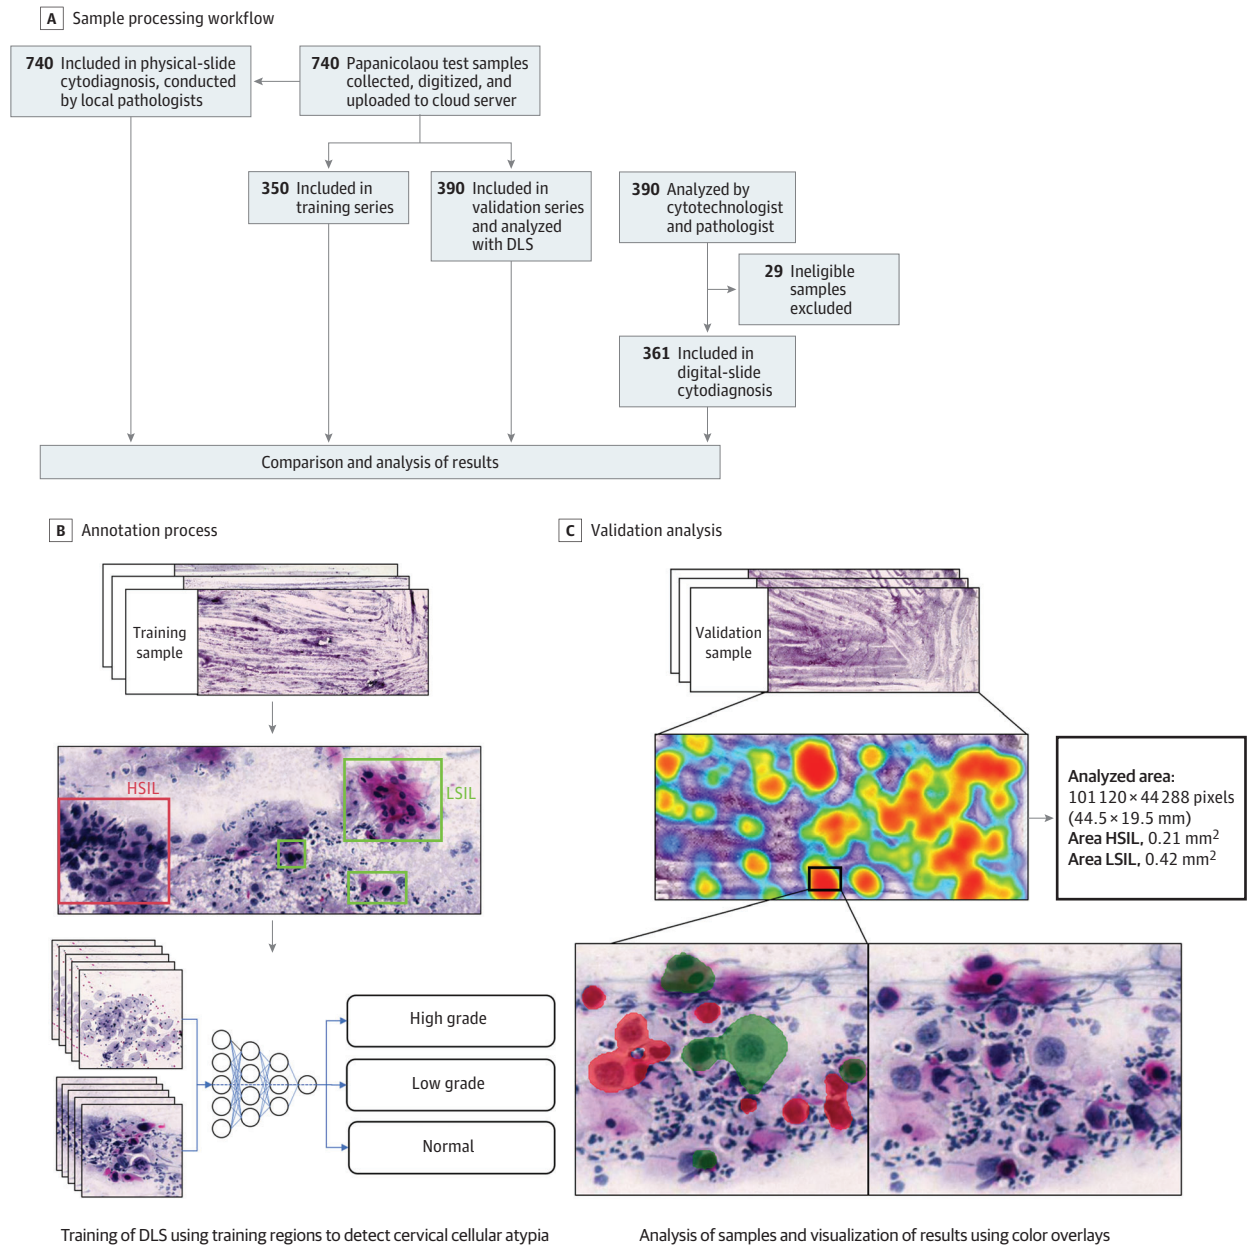 A Sample processing workflow
740 Included in physical-slide
cytodiagnosis, conducted
by local pathologists
740 Papanicolaou test samples
collected, digitized, and
uploaded to cloud server
350 Included in
training series
390 Included in
validation series
and analyzed
with DLS
390 Analyzed by
cytotechnologist
and pathologist
29 Ineligible
samples
excluded
361 Included in
digital-slide
cytodiagnosis
Comparison and analysis of results
B Annotation process
Training
sample
HSIL
LSIL
High grade
Low grade
Normal
Training of DLS using training regions to detect cervical cellular atypia
C Validation analysis
Validation
sample
Analyzed area:
101 120 × 44 288 pixels
(44.5 × 19.5 mm)
Area HSIL, 0.21 mm²
Area LSIL, 0.42 mm²
Analysis of samples and visualization of results using color overlays